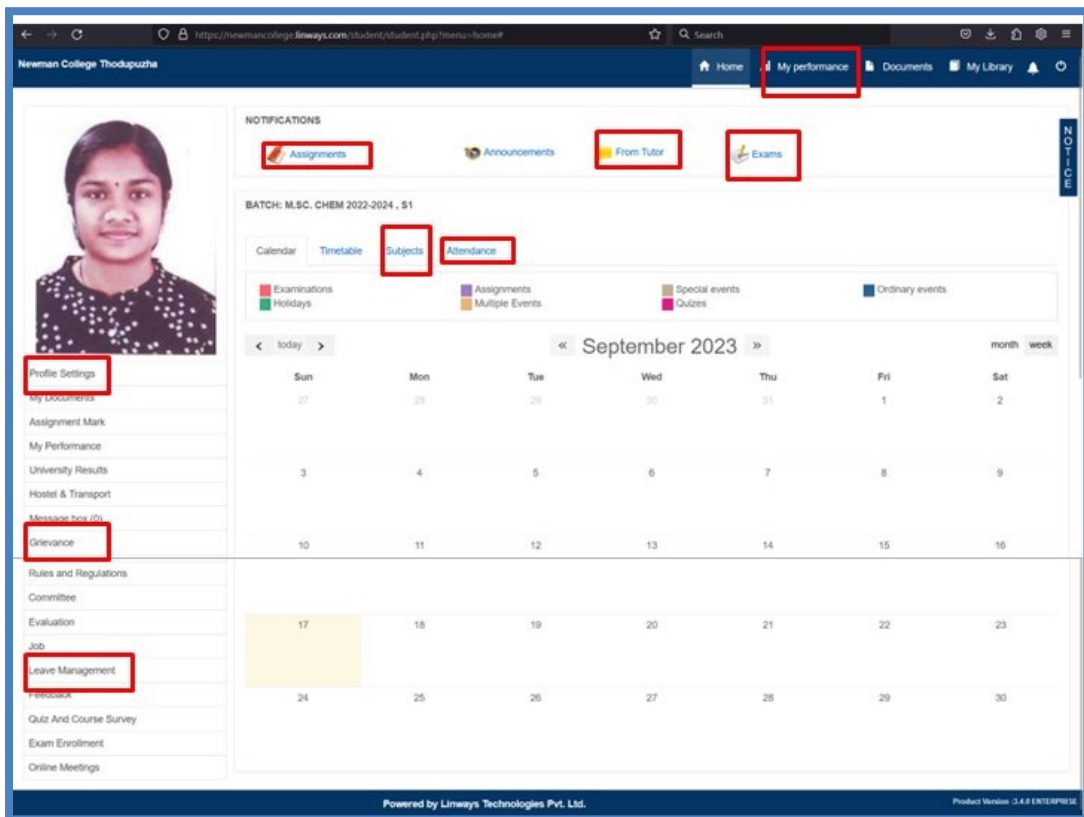 https://newmancollege.linways.com/student/student.php?menu=home#
Search
Newman College Thodupuzha
Home
My performance
Documents
My Library
NOTICE
NOTIFICATIONS
Assignments
Announcements
From Tutor
Exams
BATCH: M.SC. CHEM 2022-2024 , S1
Calendar Timetable Subjects Attendance
Examinations Assignments Special events Ordinary events
Holidays Multiple Events Quizes
today « September 2023 » month week
Sun Mon Tue Wed Thu Fri Sat
27 28 29 30 31 1 2
3 4 5 6 7 8 9
10 11 12 13 14 15 16
17 18 19 20 21 22 23
24 25 26 27 28 29 30
Profile Settings
My Documents
Assignment Mark
My Performance
University Results
Hostel & Transport
Message box (0)
Grievance
Rules and Regulations
Committee
Evaluation
Job
Leave Management
Feedback
Quiz And Course Survey
Exam Enrollment
Online Meetings
Powered by Linways Technologies Pvt. Ltd.
Product Version :3.4.0 ENTERPRISE